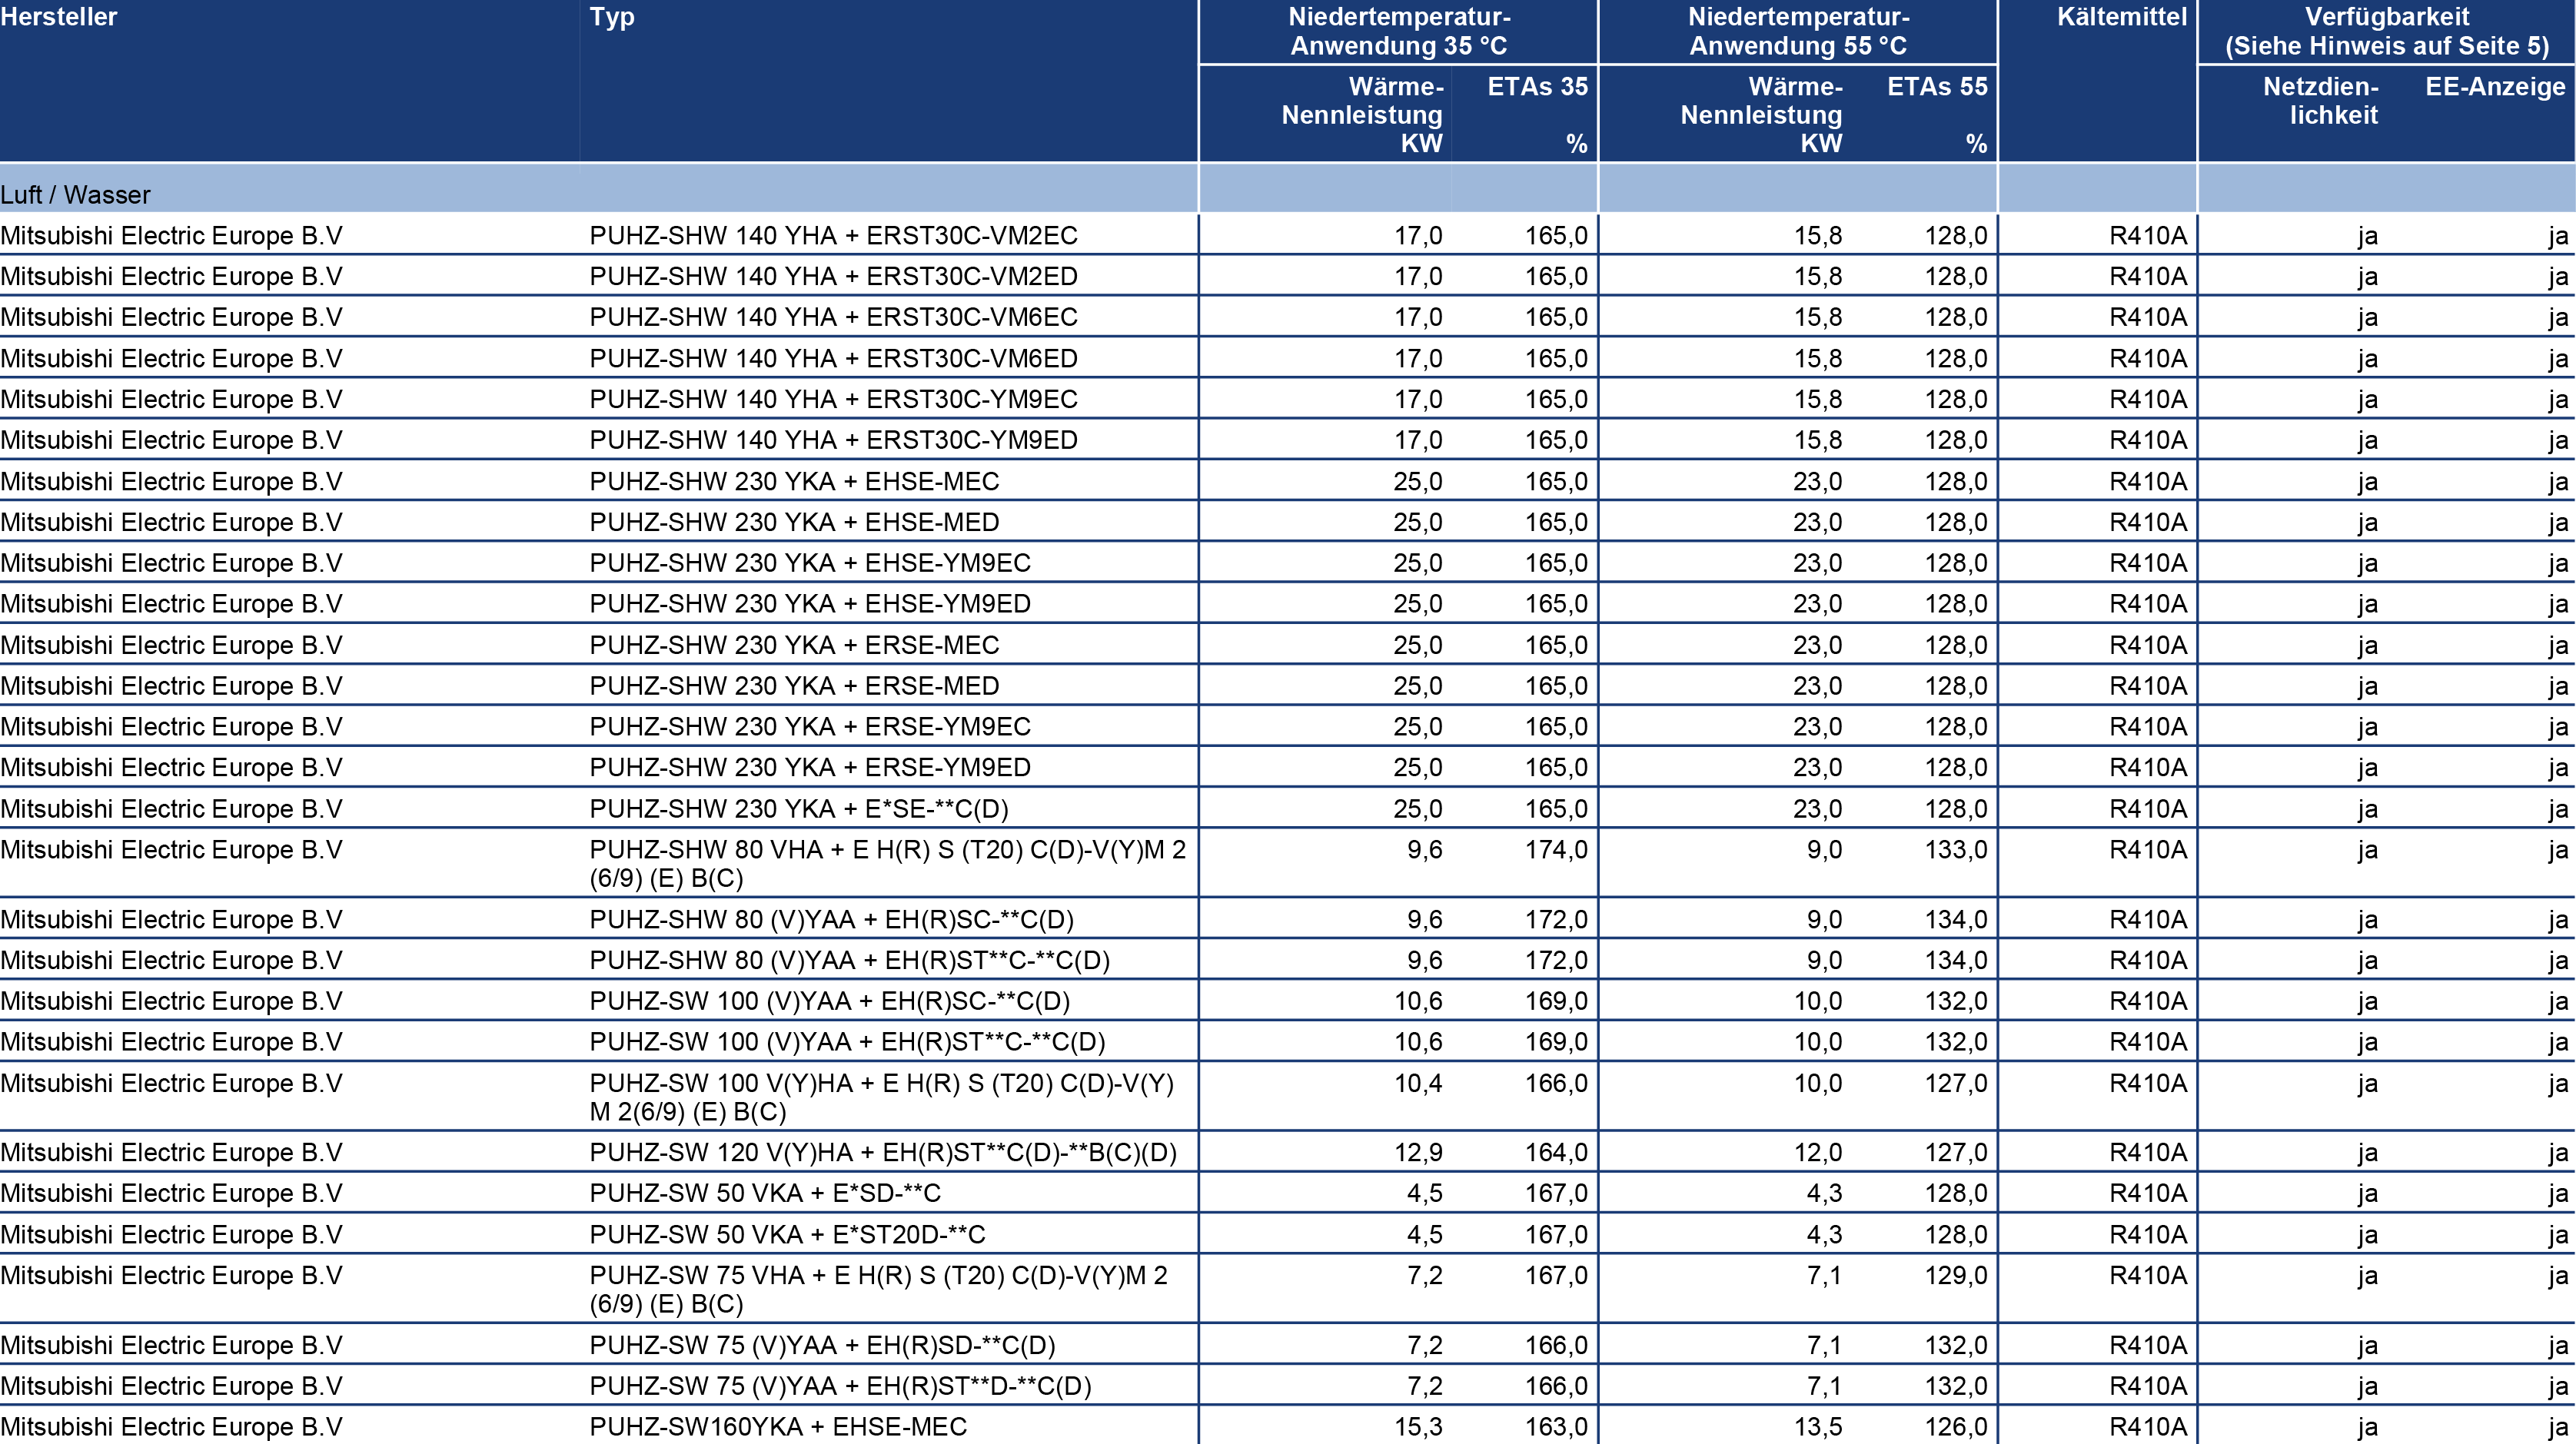 Hersteller Typ Niedertemperatur- Niedertemperatur- Kältemittel Verfügbarkeit
Anwendung 35 °C Anwendung 55 °C (Siehe Hinweis auf Seite 5)
Wärme- ETAs 35 Wärme- ETAs 55 Netzdien- EE-Anzeige
Nennleistung Nennleistung lichkeit
KW % KW %
Luft / Wasser
Mitsubishi Electric Europe B.V PUHZ-SHW 140 YHA + ERST30C-VM2EC 17,0 165,0 15,8 128,0 R410A ja ja
Mitsubishi Electric Europe B.V PUHZ-SHW 140 YHA + ERST30C-VM2ED 17,0 165,0 15,8 128,0 R410A ja ja
Mitsubishi Electric Europe B.V PUHZ-SHW 140 YHA + ERST30C-VM6EC 17,0 165,0 15,8 128,0 R410A ja ja
Mitsubishi Electric Europe B.V PUHZ-SHW 140 YHA + ERST30C-VM6ED 17,0 165,0 15,8 128,0 R410A ja ja
Mitsubishi Electric Europe B.V PUHZ-SHW 140 YHA + ERST30C-YM9EC 17,0 165,0 15,8 128,0 R410A ja ja
Mitsubishi Electric Europe B.V PUHZ-SHW 140 YHA + ERST30C-YM9ED 17,0 165,0 15,8 128,0 R410A ja ja
Mitsubishi Electric Europe B.V PUHZ-SHW 230 YKA + EHSE-MEC 25,0 165,0 23,0 128,0 R410A ja ja
Mitsubishi Electric Europe B.V PUHZ-SHW 230 YKA + EHSE-MED 25,0 165,0 23,0 128,0 R410A ja ja
Mitsubishi Electric Europe B.V PUHZ-SHW 230 YKA + EHSE-YM9EC 25,0 165,0 23,0 128,0 R410A ja ja
Mitsubishi Electric Europe B.V PUHZ-SHW 230 YKA + EHSE-YM9ED 25,0 165,0 23,0 128,0 R410A ja ja
Mitsubishi Electric Europe B.V PUHZ-SHW 230 YKA + ERSE-MEC 25,0 165,0 23,0 128,0 R410A ja ja
Mitsubishi Electric Europe B.V PUHZ-SHW 230 YKA + ERSE-MED 25,0 165,0 23,0 128,0 R410A ja ja
Mitsubishi Electric Europe B.V PUHZ-SHW 230 YKA + ERSE-YM9EC 25,0 165,0 23,0 128,0 R410A ja ja
Mitsubishi Electric Europe B.V PUHZ-SHW 230 YKA + ERSE-YM9ED 25,0 165,0 23,0 128,0 R410A ja ja
Mitsubishi Electric Europe B.V PUHZ-SHW 230 YKA + E*SE-**C(D) 25,0 165,0 23,0 128,0 R410A ja ja
Mitsubishi Electric Europe B.V PUHZ-SHW 80 VHA + E H(R) S (T20) C(D)-V(Y)M 2 9,6 174,0 9,0 133,0 R410A ja ja
(6/9) (E) B(C)
Mitsubishi Electric Europe B.V PUHZ-SHW 80 (V)YAA + EH(R)SC-**C(D) 9,6 172,0 9,0 134,0 R410A ja ja
Mitsubishi Electric Europe B.V PUHZ-SHW 80 (V)YAA + EH(R)ST**C-**C(D) 9,6 172,0 9,0 134,0 R410A ja ja
Mitsubishi Electric Europe B.V PUHZ-SW 100 (V)YAA + EH(R)SC-**C(D) 10,6 169,0 10,0 132,0 R410A ja ja
Mitsubishi Electric Europe B.V PUHZ-SW 100 (V)YAA + EH(R)ST**C-**C(D) 10,6 169,0 10,0 132,0 R410A ja ja
Mitsubishi Electric Europe B.V PUHZ-SW 100 V(Y)HA + E H(R) S (T20) C(D)-V(Y) 10,4 166,0 10,0 127,0 R410A ja ja
M 2(6/9) (E) B(C)
Mitsubishi Electric Europe B.V PUHZ-SW 120 V(Y)HA + EH(R)ST**C(D)-**B(C)(D) 12,9 164,0 12,0 127,0 R410A ja ja
Mitsubishi Electric Europe B.V PUHZ-SW 50 VKA + E*SD-**C 4,5 167,0 4,3 128,0 R410A ja ja
Mitsubishi Electric Europe B.V PUHZ-SW 50 VKA + E*ST20D-**C 4,5 167,0 4,3 128,0 R410A ja ja
Mitsubishi Electric Europe B.V PUHZ-SW 75 VHA + E H(R) S (T20) C(D)-V(Y)M 2 7,2 167,0 7,1 129,0 R410A ja ja
(6/9) (E) B(C)
Mitsubishi Electric Europe B.V PUHZ-SW 75 (V)YAA + EH(R)SD-**C(D) 7,2 166,0 7,1 132,0 R410A ja ja
Mitsubishi Electric Europe B.V PUHZ-SW 75 (V)YAA + EH(R)ST**D-**C(D) 7,2 166,0 7,1 132,0 R410A ja ja
Mitsubishi Electric Europe B.V PUHZ-SW160YKA + EHSE-MEC 15,3 163,0 13,5 126,0 R410A ja ja